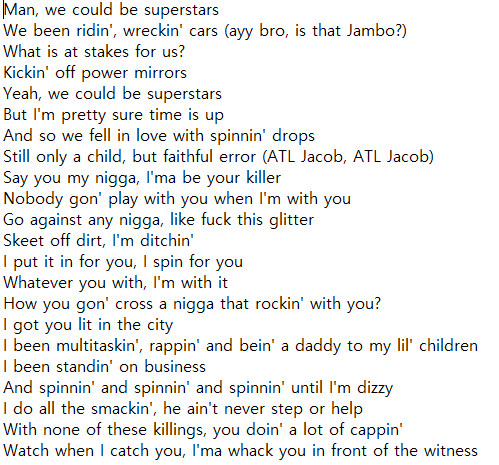 Man, we could be superstars
We been ridin', wreckin' cars (ayy bro, is that Jambo?)
What is at stakes for us?
Kickin' off power mirrors
Yeah, we could be superstars
But I'm pretty sure time is up
And so we fell in love with spinnin' drops
Still only a child, but faithful error (ATL Jacob, ATL Jacob)
Say you my nigga, I'ma be your killer
Nobody gon' play with you when I'm with you
Go against any nigga, like fuck this glitter
Skeet off dirt, I'm ditchin'
I put it in for you, I spin for you
Whatever you with, I'm with it
How you gon' cross a nigga that rockin' with you?
I got you lit in the city
I been multitaskin', rappin' and bein' a daddy to my lil' children
I been standin' on business
And spinnin' and spinnin' and spinnin' until I'm dizzy
I do all the smackin', he ain't never step or help
With none of these killings, you doin' a lot of cappin'
Watch when I catch you, I'ma whack you in front of the witness